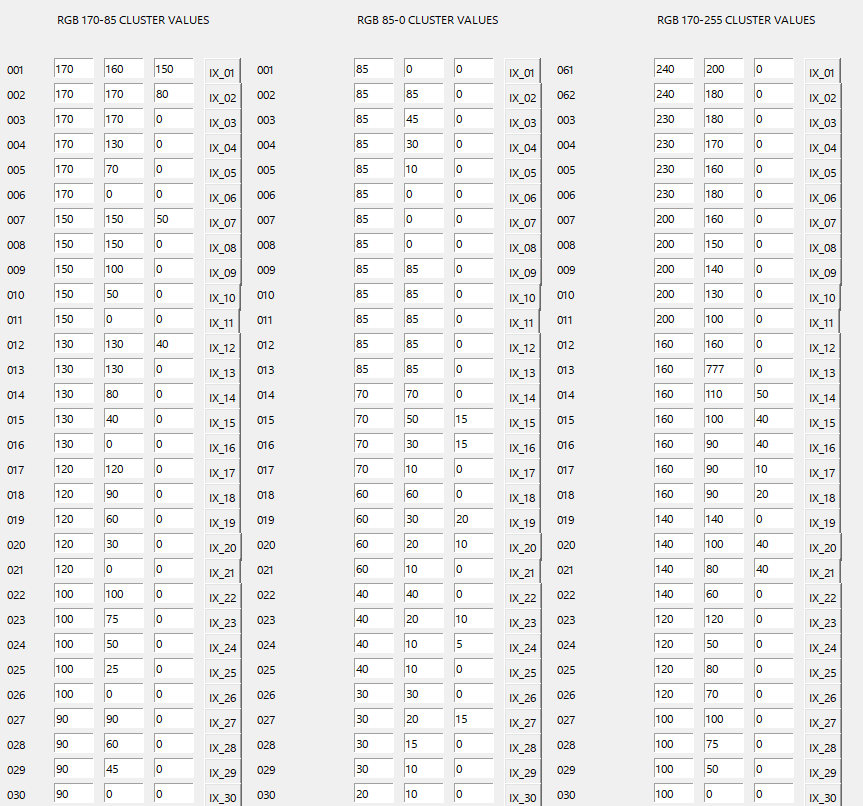 RGB 170-85 CLUSTER VALUES RGB 85-0 CLUSTER VALUES RGB 170-255 CLUSTER VALUES
001 170 160 150 IX_01 001 85 0 0 IX_01 061 240 200 0 IX_01
002 170 170 80 IX_02 002 85 85 0 IX_02 062 240 180 0 IX_02
003 170 170 0 IX_03 003 85 45 0 IX_03 003 230 180 0 IX_03
004 170 130 0 IX_04 004 85 30 0 IX_04 004 230 170 0 IX_04
005 170 70 0 IX_05 005 85 10 0 IX_05 005 230 160 0 IX_05
006 170 0 0 IX_06 006 85 0 0 IX_06 006 230 180 0 IX_06
007 150 150 50 IX_07 007 85 0 0 IX_07 007 200 160 0 IX_07
008 150 150 0 IX_08 008 85 0 0 IX_08 008 200 150 0 IX_08
009 150 100 0 IX_09 009 85 85 0 IX_09 009 200 140 0 IX_09
010 150 50 0 IX_10 010 85 85 0 IX_10 010 200 130 0 IX_10
011 150 0 0 IX_11 011 85 85 0 IX_11 011 200 100 0 IX_11
012 130 130 40 IX_12 012 85 85 0 IX_12 012 160 160 0 IX_12
013 130 130 0 IX_13 013 85 85 0 IX_13 013 160 777 0 IX_13
014 130 80 0 IX_14 014 70 70 0 IX_14 014 160 110 50 IX_14
015 130 40 0 IX_15 015 70 50 15 IX_15 015 160 100 40 IX_15
016 130 0 0 IX_16 016 70 30 15 IX_16 016 160 90 40 IX_16
017 120 120 0 IX_17 017 70 10 0 IX_17 017 160 90 10 IX_17
018 120 90 0 IX_18 018 60 60 0 IX_18 018 160 90 20 IX_18
019 120 60 0 IX_19 019 60 30 20 IX_19 019 140 140 0 IX_19
020 120 30 0 IX_20 020 60 20 10 IX_20 020 140 100 40 IX_20
021 120 0 0 IX_21 021 60 10 0 IX_21 021 140 80 40 IX_21
022 100 100 0 IX_22 022 40 40 0 IX_22 022 140 60 0 IX_22
023 100 75 0 IX_23 023 40 20 10 IX_23 023 120 120 0 IX_23
024 100 50 0 IX_24 024 40 10 5 IX_24 024 120 50 0 IX_24
025 100 25 0 IX_25 025 40 10 0 IX_25 025 120 80 0 IX_25
026 100 0 0 IX_26 026 30 30 0 IX_26 026 120 70 0 IX_26
027 90 90 0 IX_27 027 30 20 15 IX_27 027 100 100 0 IX_27
028 90 60 0 IX_28 028 30 15 0 IX_28 028 100 75 0 IX_28
029 90 45 0 IX_29 029 30 10 0 IX_29 029 100 50 0 IX_29
030 90 0 0 IX_30 030 20 10 0 IX_30 030 100 0 0 IX_30